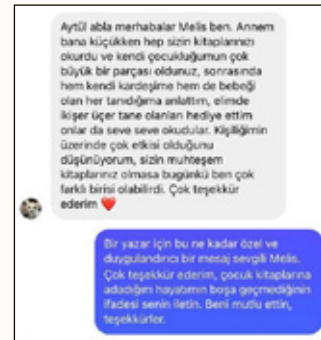 Aytül abla merhabalar Melis ben. Annem
bana küçükken hep sizin kitaplarınızı
okurdu ve kendi çocukluğumun çok
büyük bir parçası oldunuz, sonrasında
hem kendi kardeşime hem de bebeği
olan her tanıdığıma anlattım, elimde
ikişer üçer tane olanları hediye ettim
onlar da seve seve okudular. Kişiliğimin
üzerinde çok etkisi olduğunu
düşünüyorum, sizin muhteşem
kitaplarınız olmasa bugünkü ben çok
farklı birisi olabilirdi. Çok teşekkür
ederim ❤️
Bir yazar için bu ne kadar özel ve
duygulandırıcı bir mesaj sevgili Melis.
Çok teşekkür ederim, çocuk kitaplarına
adadığım hayatımın boşa geçmediğinin
ifadesi senin iletin. Beni mutlu ettin,
teşekkürler.